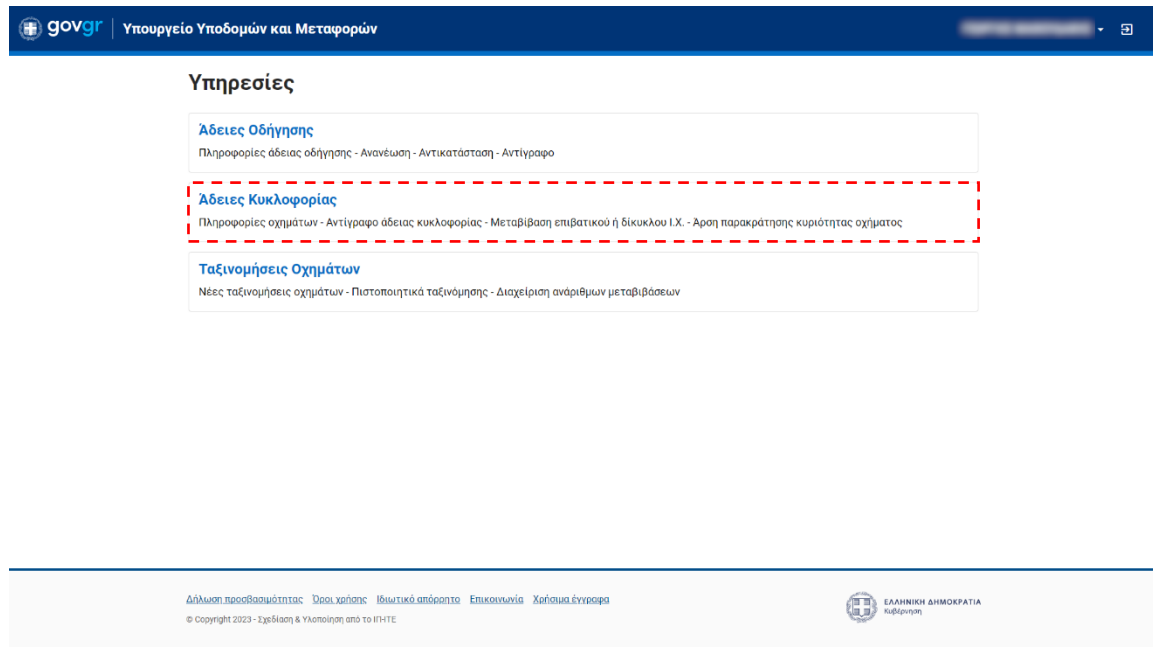 govgr Υπουργείο Υποδομών και Μεταφορών
Υπηρεσίες
Άδειες Οδήγησης
Πληροφορίες άδειας οδήγησης - Ανανέωση - Αντικατάσταση - Αντίγραφο
Άδειες Κυκλοφορίας
Πληροφορίες οχημάτων - Αντίγραφο άδειας κυκλοφορίας - Μεταβίβαση επιβατικού ή δίκυκλου Ι.Χ. - Άρση παρακράτησης κυριότητας οχήματος
Ταξινομήσεις Οχημάτων
Νέες ταξινομήσεις οχημάτων - Πιστοποιητικά ταξινόμησης - Διαχείριση ανάριθμων μεταβιβάσεων
Δήλωση προσβασιμότητας Όροι χρήσης Ιδιωτικό απόρρητο Επικοινωνία Χρήσιμα έγγραφα
© Copyright 2023 - Σχεδίαση & Υλοποίηση από το ΙΠΗΤΕ
ΕΛΛΗΝΙΚΗ ΔΗΜΟΚΡΑΤΙΑ
Κυβέρνηση